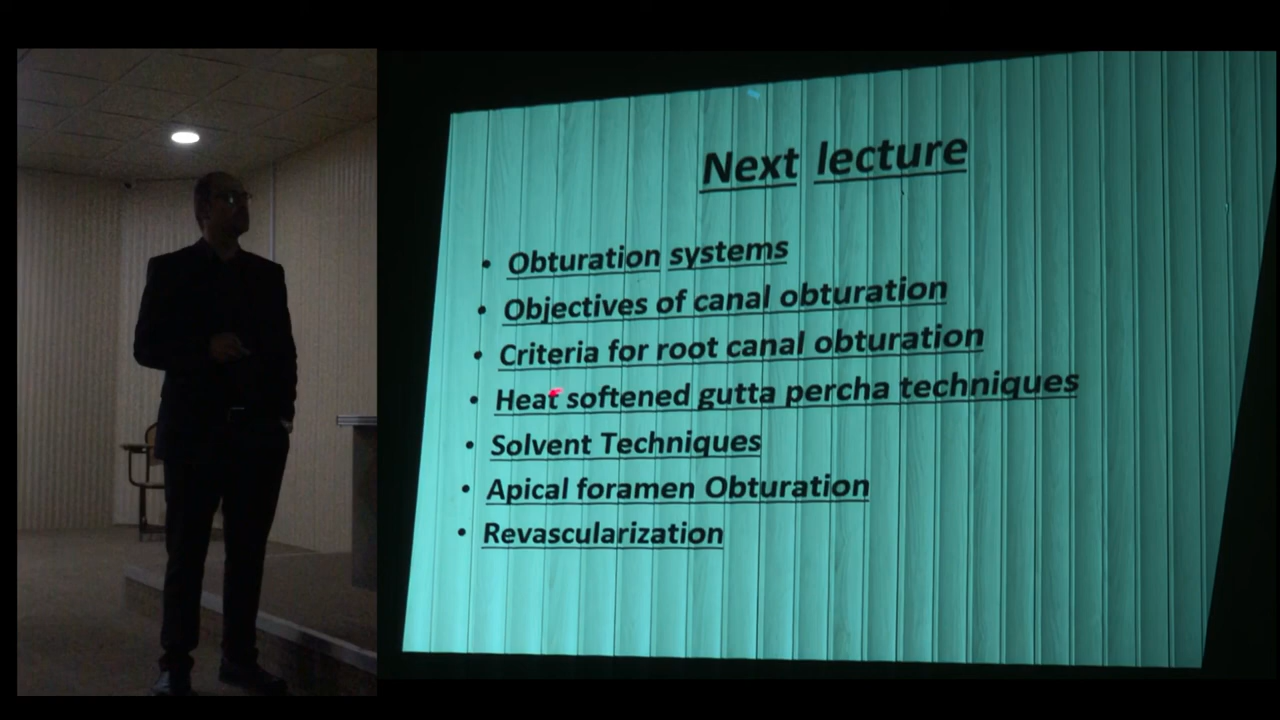 Next lecture
• Obturation systems
• Objectives of canal obturation
• Criteria for root canal obturation
• Heat softened gutta percha techniques
• Solvent Techniques
• Apical foramen Obturation
• Revascularization